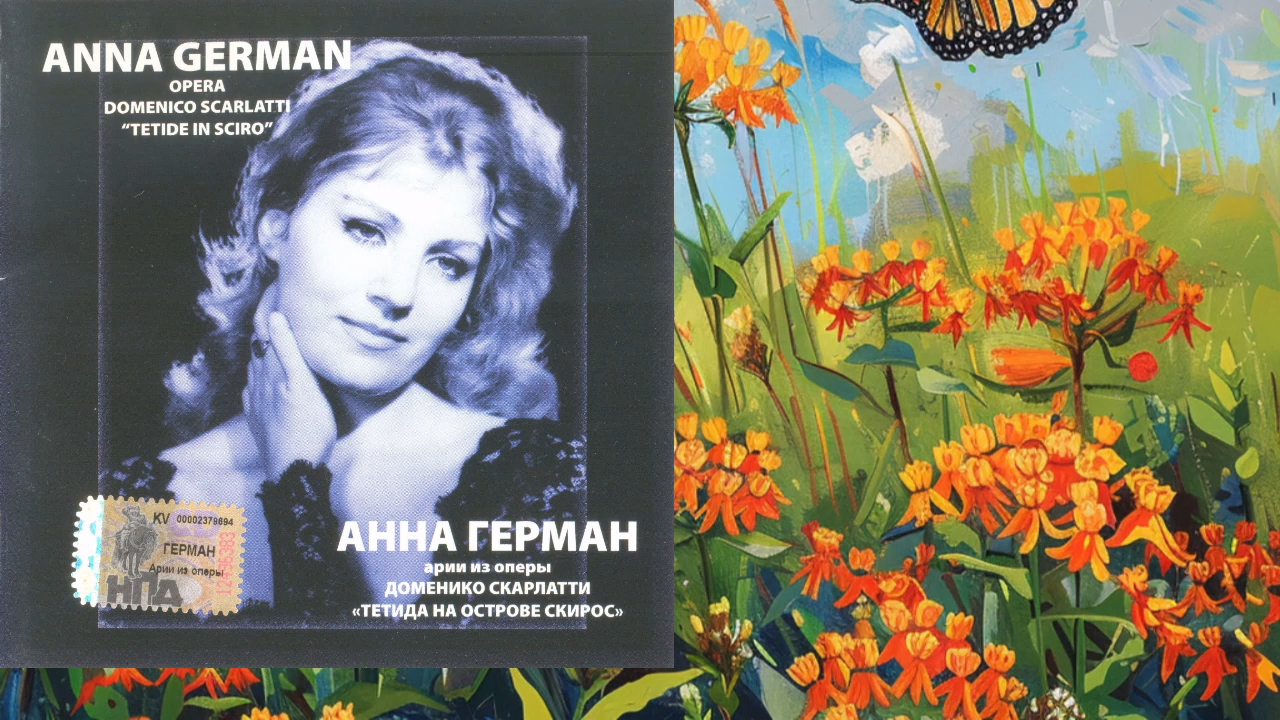 ANNA GERMAN
OPERA
DOMENICO SCARLATTI
“TETIDE IN SCIRO”
KV 00002379694
ГЕРМАН
Арии из оперы
НПД
АННА ГЕРМАН
арии из оперы
ДОМЕНИКО СКАРЛАТТИ
«ТЕТИДА НА ОСТРОВЕ СКИРОС»